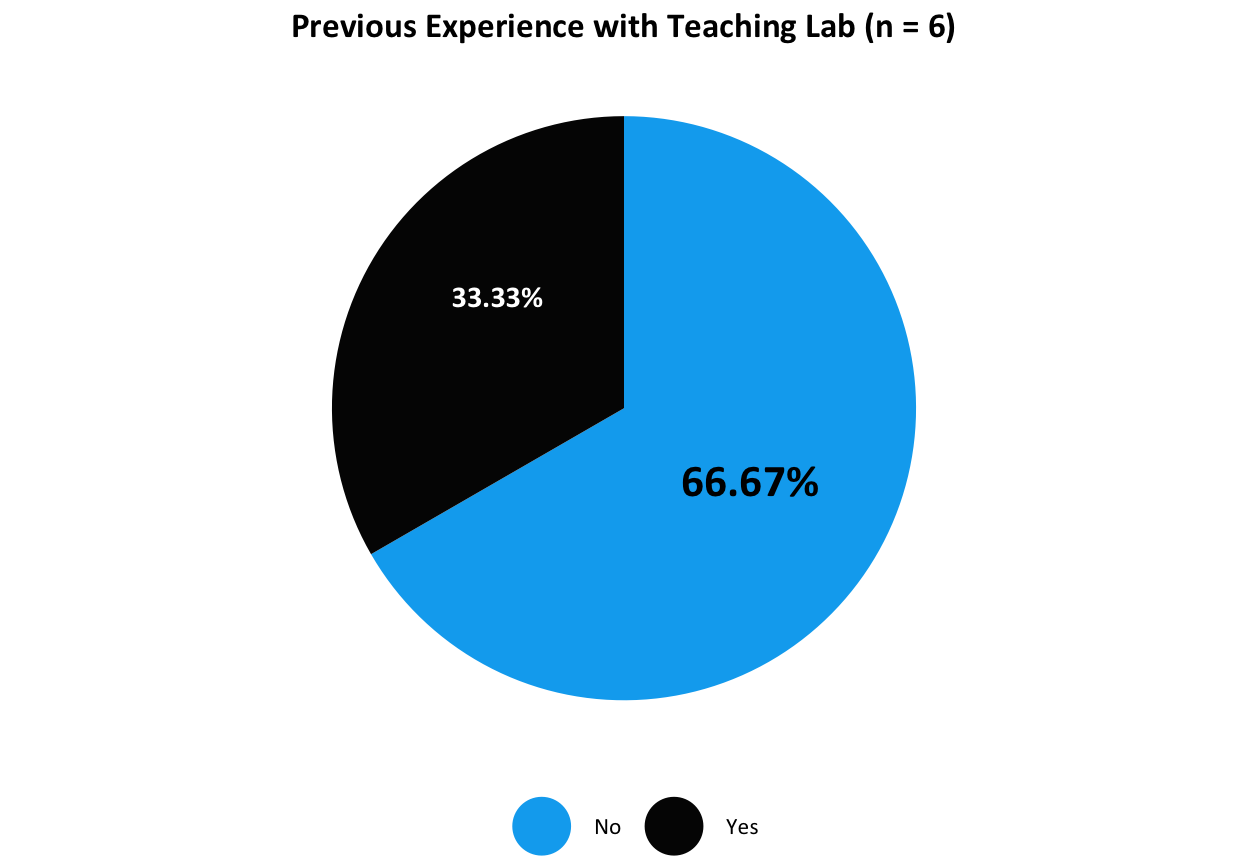 Previous Experience with Teaching Lab (n = 6)
33.33%
66.67%
No
Yes